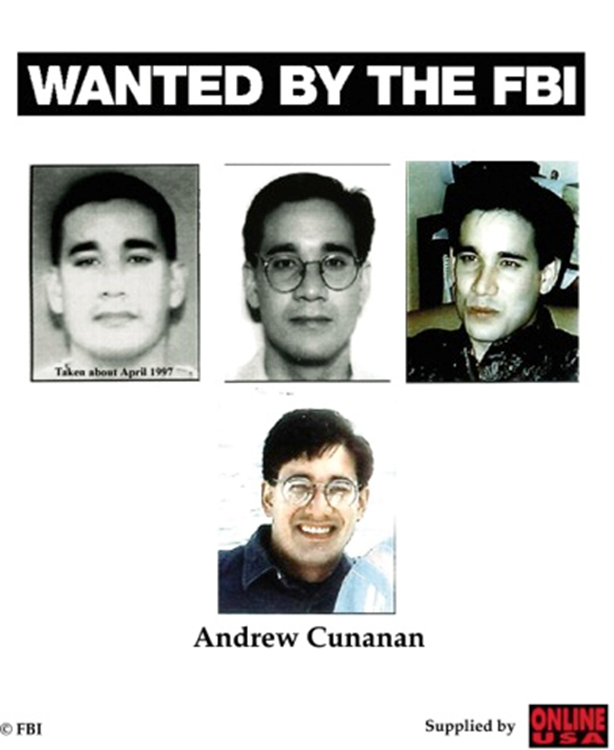 WANTED BY THE FBI
Taken about April 1997
Andrew Cunanan
© FBI
Supplied by
ONLINE
USA